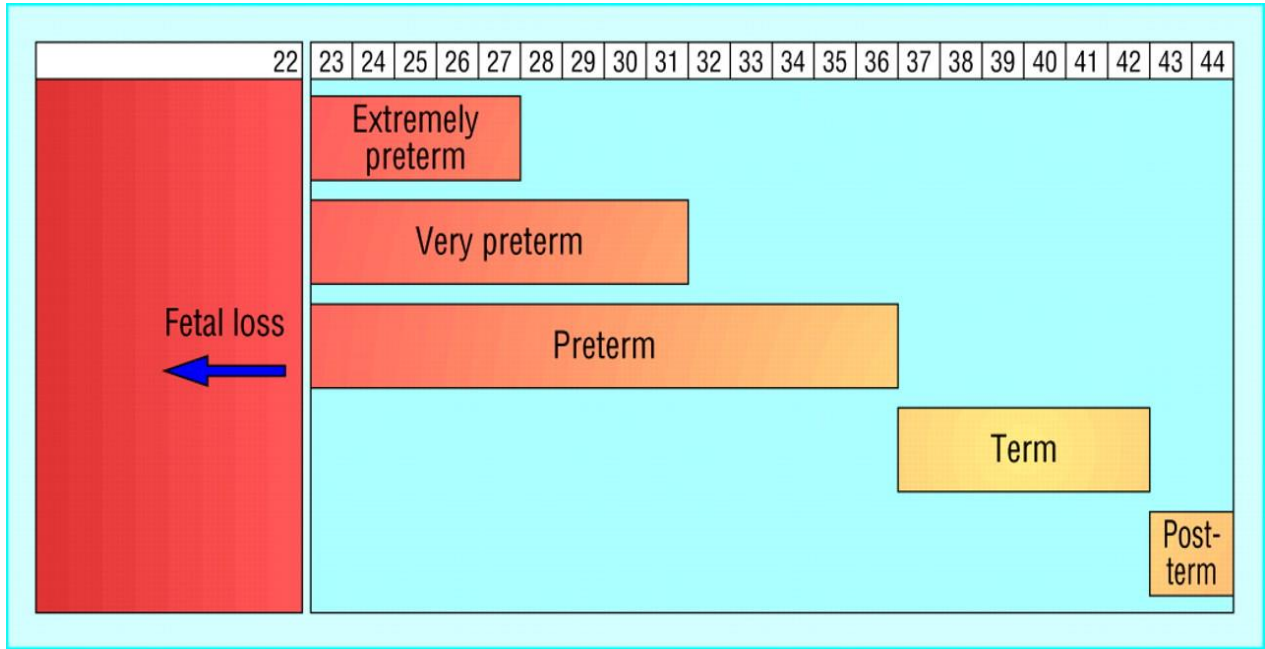 22 23 24 25 26 27 28 29 30 31 32 33 34 35 36 37 38 39 40 41 42 43 44
Extremely
preterm
Very preterm
Fetal loss
Preterm
Term
Post-
term